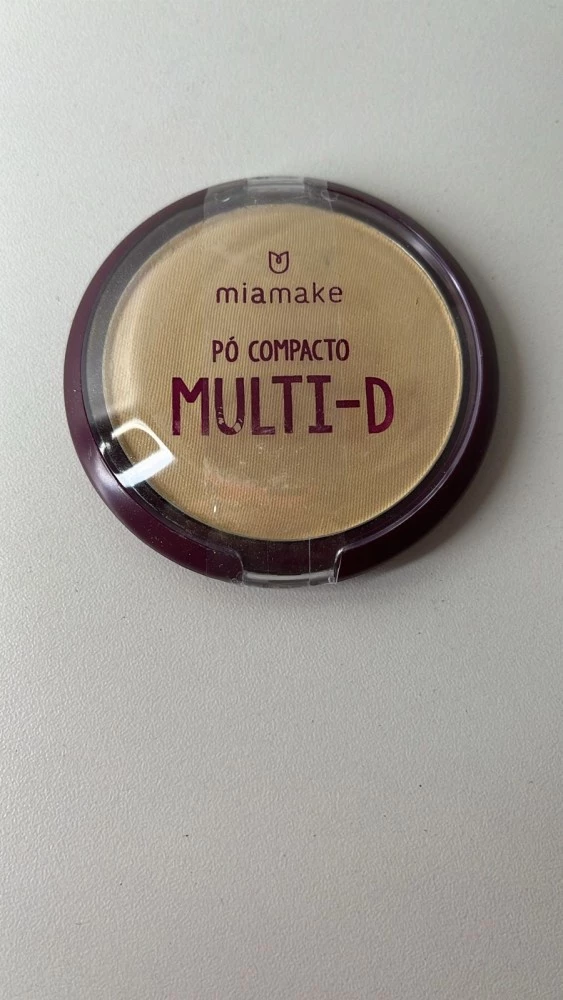 miamake
PÓ COMPACTO
MULTI-D